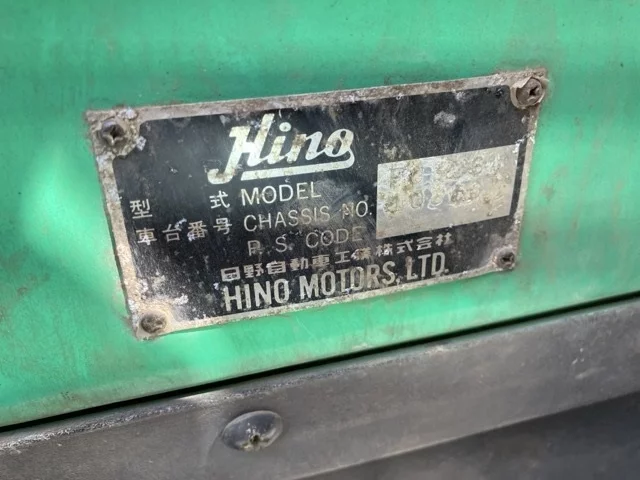 Hino
型式 MODEL
車台番号 CHASSIS NO.
P. S. CODE
日野自動車工業株式会社
HINO MOTORS, LTD.